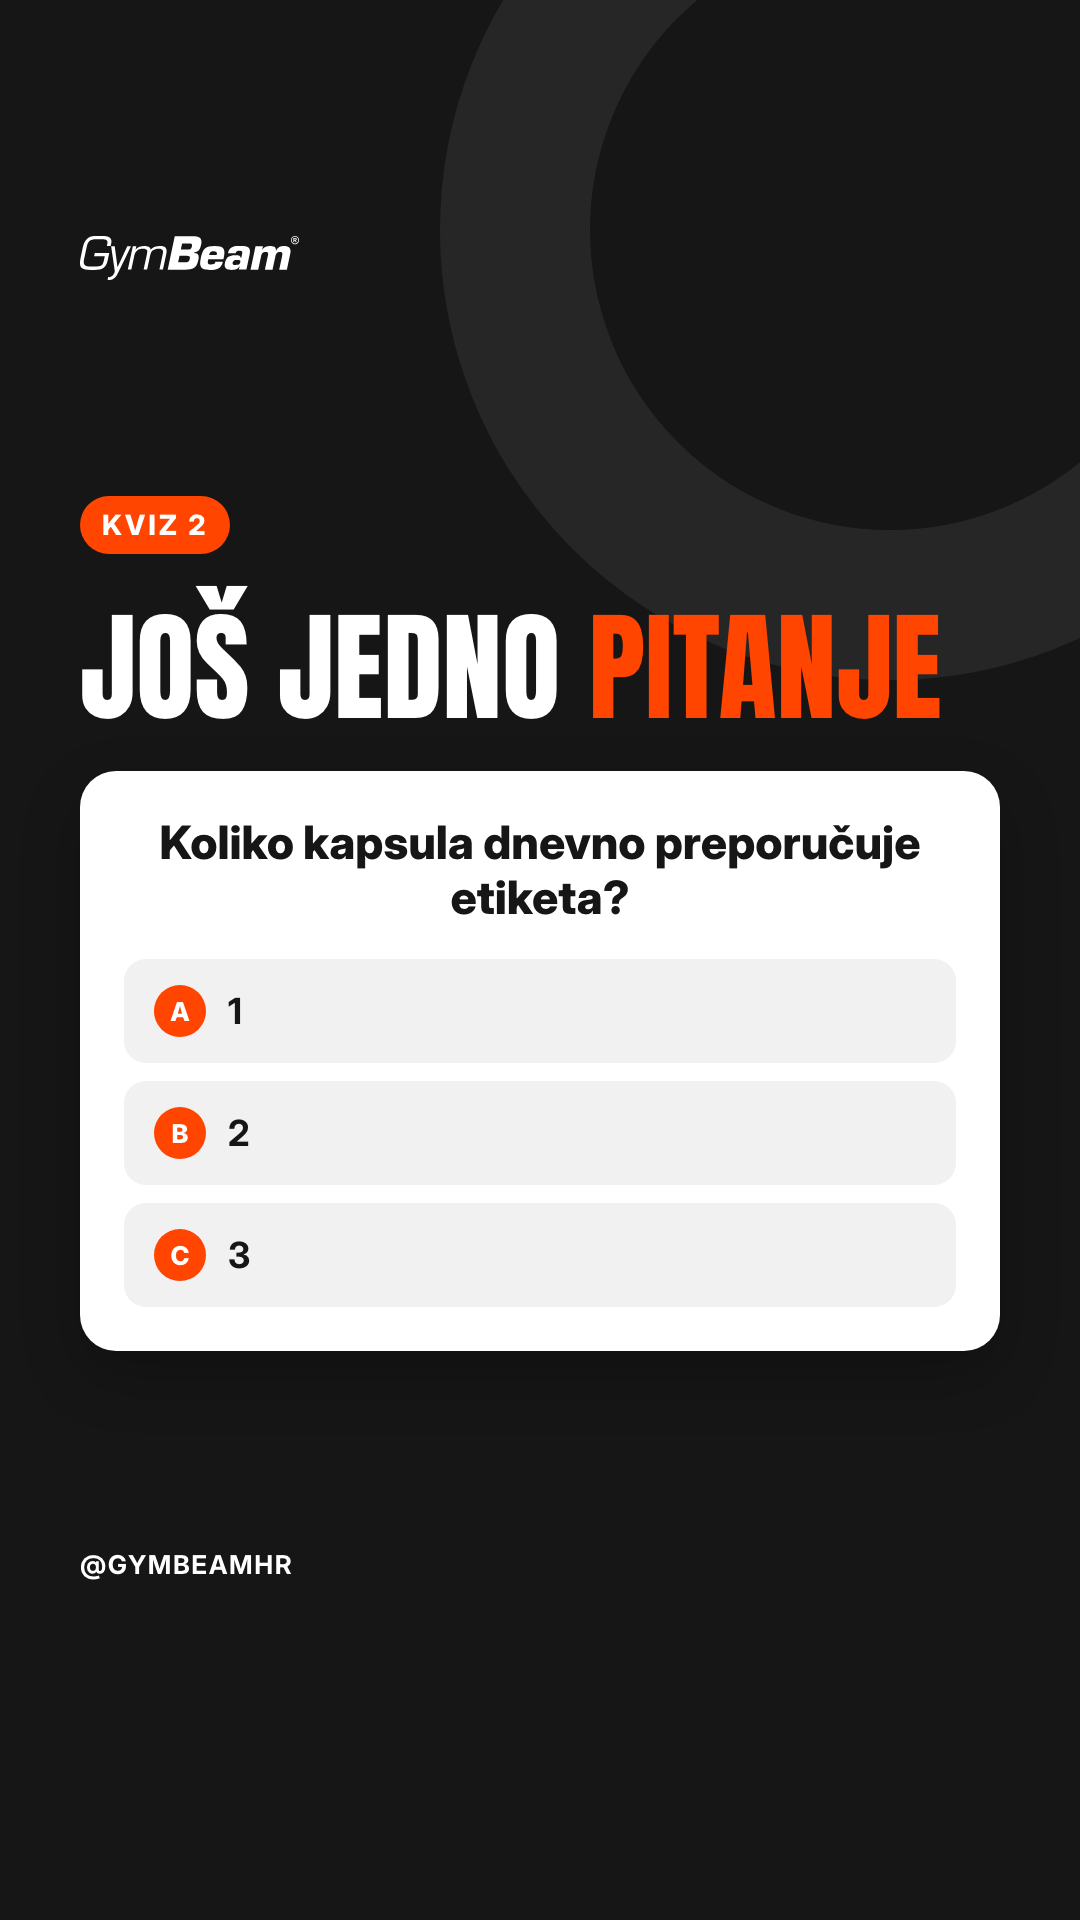 GymBeam®
KVIZ 2
JOŠ JEDNO PITANJE
Koliko kapsula dnevno preporučuje
etiketa?
A 1
B 2
C 3
@GYMBEAMHR